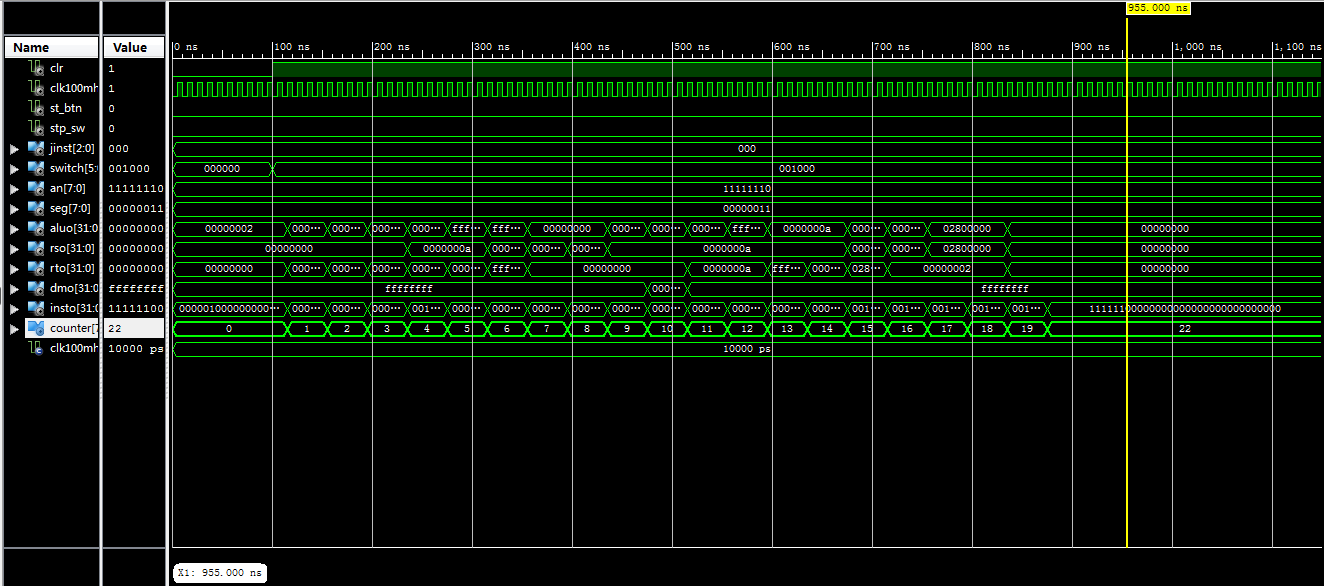 955.000 ns
Name Value 0 ns 100 ns 200 ns 300 ns 400 ns 500 ns 600 ns 700 ns 800 ns 900 ns 1,000 ns 1,100 ns
clr 1
clk100mh 1
st_btn 0
stp_sw 0
jinst[2:0] 000 000
switch[5: 001000 000000 001000
an[7:0] 11111110 11111110
seg[7:0] 00000011 00000011
aluo[31:0 00000000 00000002 000··· 000··· 000··· 000··· fff··· fff··· 00000000 000··· 000··· 000··· fff··· 0000000a 000··· 000··· 02800000 00000000
rso[31:0] 00000000 00000000 0000000a 000··· 000··· 000··· 0000000a 000··· 000··· 02800000 00000000
rto[31:0] 00000000 00000000 000··· 000··· 000··· 000··· 000··· fff··· 00000000 0000000a fff··· 000··· 028··· 00000002 00000000
dmo[31:0 ffffffff ffffffff 000··· ffffffff
insto[31:0 11111100 0000001000000000··· 000··· 000··· 000··· 001··· 000··· 000··· 000··· 000··· 000··· 000··· 000··· 000··· 000··· 000··· 001··· 001··· 001··· 001··· 001··· 11111100000000000000000000000000
counter[7 22 0 1 2 3 4 5 6 7 8 9 10 11 12 13 14 15 16 17 18 19 22
clk100mh 10000 ps 10000 ps
X1: 955.000 ns